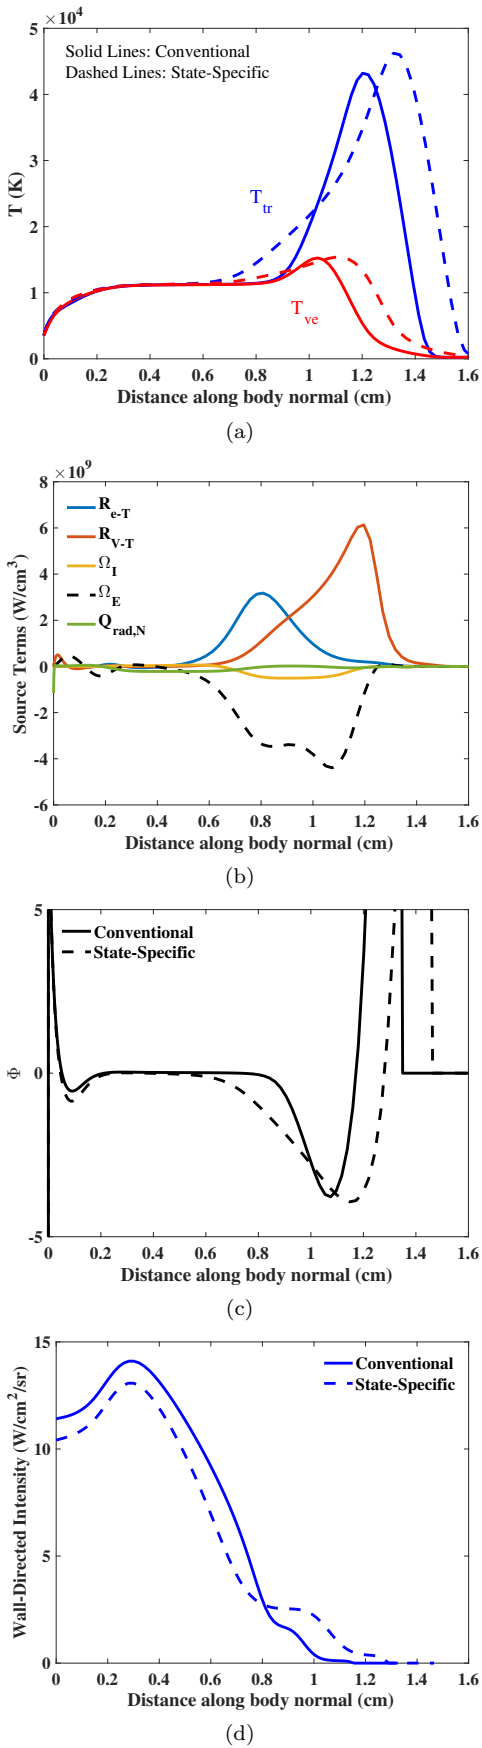 ×10⁴
5
4
3
2
1
0
T (K)
Solid Lines: Conventional
Dashed Lines: State-Specific
T_tr
T_ve
0 0.2 0.4 0.6 0.8 1 1.2 1.4 1.6
Distance along body normal (cm)
(a)
×10⁹
8
6
4
2
0
-2
-4
-6
Source Terms (W/cm³)
R_e-T
R_V-T
Ω_I
Ω_E
Q_rad,N
0 0.2 0.4 0.6 0.8 1 1.2 1.4 1.6
Distance along body normal (cm)
(b)
5
0
-5
Φ
Conventional
State-Specific
0 0.2 0.4 0.6 0.8 1 1.2 1.4 1.6
Distance along body normal (cm)
(c)
15
10
5
0
Wall-Directed Intensity (W/cm²/sr)
Conventional
State-Specific
0 0.2 0.4 0.6 0.8 1 1.2 1.4 1.6
Distance along body normal (cm)
(d)